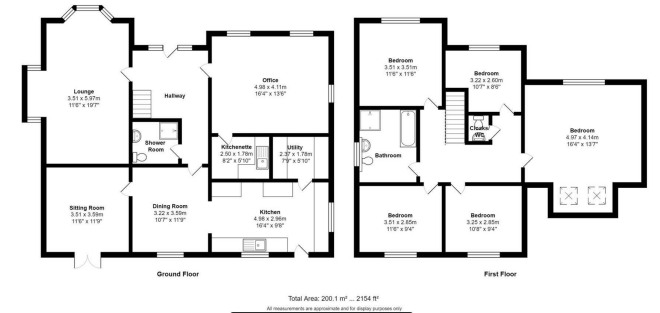 Lounge
3.51 x 5.97m
11'6" x 19'7"
Hallway
Office
4.98 x 4.11m
16'4" x 13'6"
Shower
Room
Kitchenette
2.50 x 1.78m
8'2" x 5'10"
Utility
2.37 x 1.78m
7'9" x 5'10"
Sitting Room
3.51 x 3.59m
11'6" x 11'9"
Dining Room
3.22 x 3.59m
10'7" x 11'9"
Kitchen
4.98 x 2.96m
16'4" x 9'8"
Ground Floor
Bedroom
3.51 x 3.51m
11'6" x 11'6"
Bedroom
3.22 x 2.60m
10'7" x 8'6"
Cloaks/
WC
Bedroom
4.97 x 4.14m
16'4" x 13'7"
Bathroom
Bedroom
3.51 x 2.85m
11'6" x 9'4"
Bedroom
3.25 x 2.85m
10'8" x 9'4"
First Floor
Total Area: 200.1 m² ... 2154 ft²
All measurements are approximate and for display purposes only